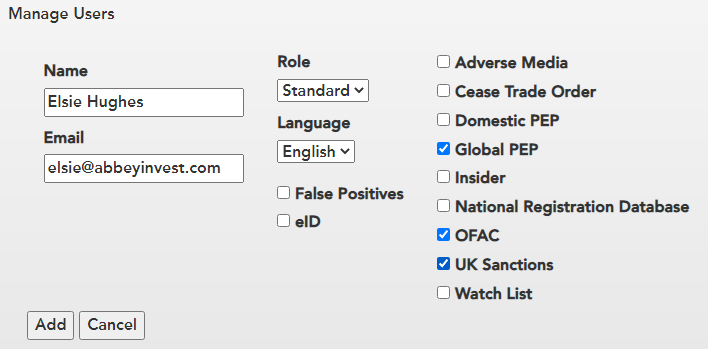 Manage Users
Name
Elsie Hughes
Email
elsie@abbeyinvest.com
Role
Standard
Language
English
False Positives
eID
Adverse Media
Cease Trade Order
Domestic PEP
Global PEP
Insider
National Registration Database
OFAC
UK Sanctions
Watch List
Add Cancel